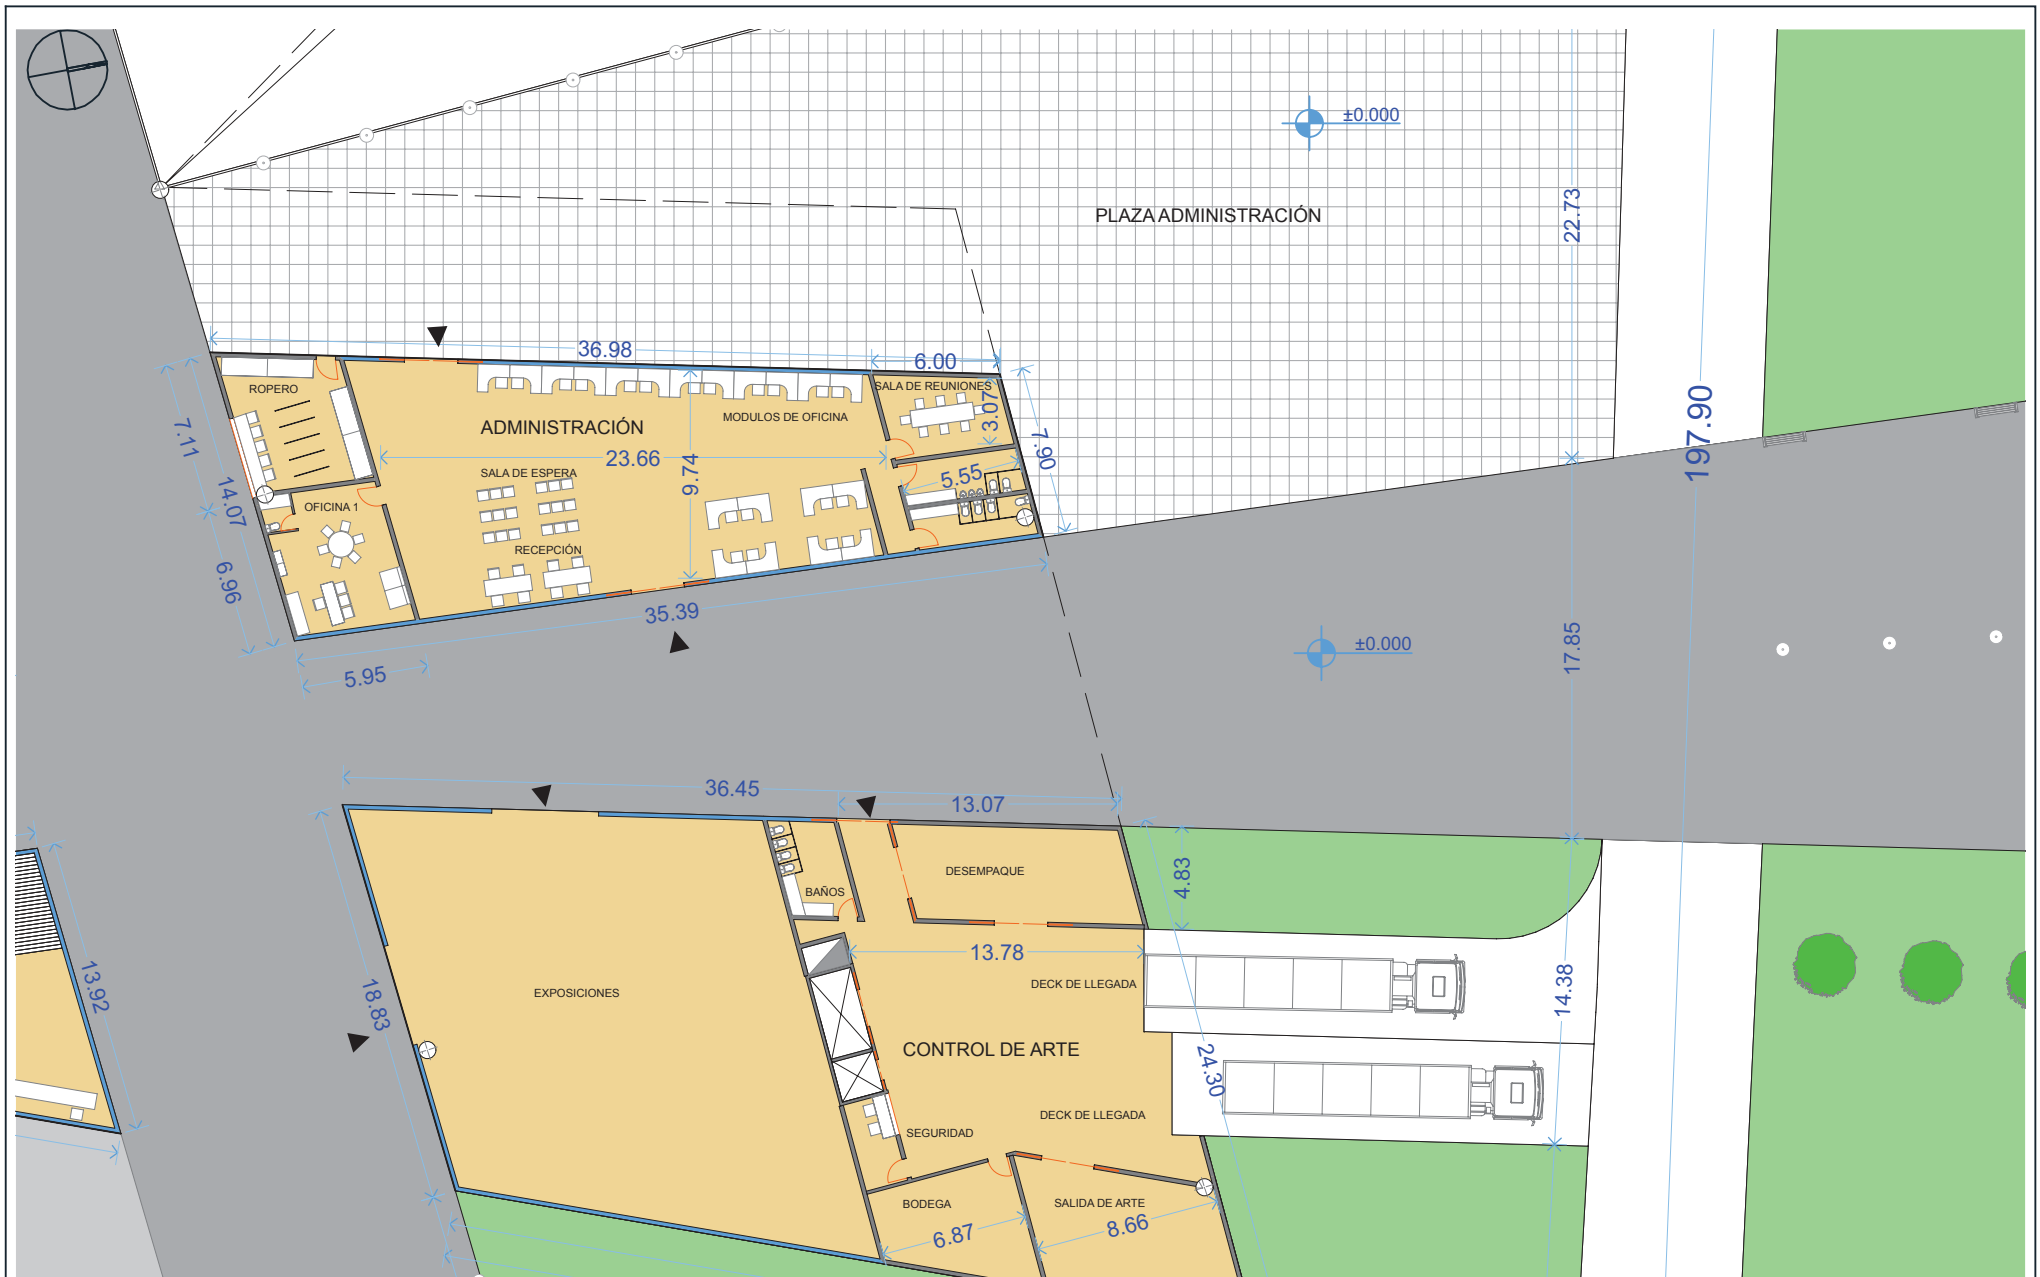 ±0.000
22.73
PLAZA ADMINISTRACIÓN
36.98
6.00
ROPERO
SALA DE REUNIONES
3.07
MODULOS DE OFICINA
ADMINISTRACIÓN
7.11
197.90
7.90
23.66
9.74
SALA DE ESPERA
5.55
14.07
OFICINA 1
RECEPCIÓN
6.96
35.39
±0.000
17.85
5.95
36.45
13.07
4.83
DESEMPAQUE
BAÑOS
13.78
13.92
18.83
EXPOSICIONES
DECK DE LLEGADA
14.38
CONTROL DE ARTE
24.30
DECK DE LLEGADA
SEGURIDAD
BODEGA
SALIDA DE ARTE
6.87
8.66